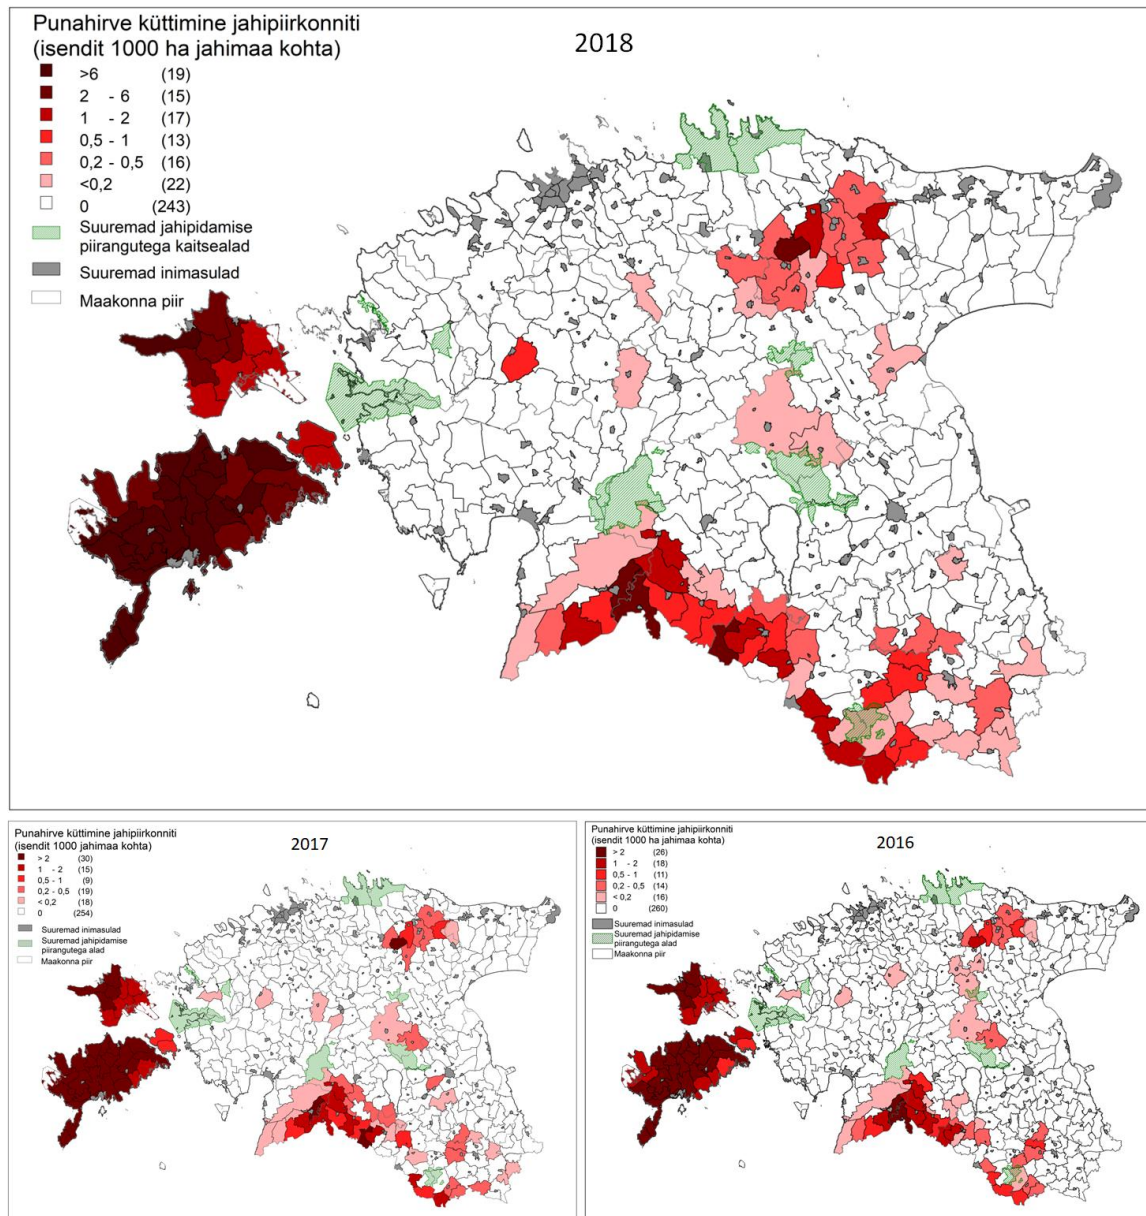 Punahirve küttimine jahipiirkonniti
(isendit 1000 ha jahimaa kohta)
2018
>6 (19)
2 - 6 (15)
1 - 2 (17)
0,5 - 1 (13)
0,2 - 0,5 (16)
<0,2 (22)
0 (243)
Suuremad jahipidamise
piirangutega kaitsealad
Suuremad inimasulad
Maakonna piir
Punahirve küttimine jahipiirkonniti
(isendit 1000 ha jahimaa kohta)
2017
> 2 (30)
1 - 2 (15)
0,5 - 1 (9)
0,2 - 0,5 (19)
< 0,2 (18)
0 (254)
Suuremad inimasulad
Suuremad jahipidamise
piirangutega alad
Maakonna piir
Punahirve küttimine jahipiirkonniti
(isendit 1000 ha jahimaa kohta)
2016
> 2 (26)
1 - 2 (18)
0,5 - 1 (11)
0,2 - 0,5 (14)
< 0,2 (16)
0 (260)
Suuremad inimasulad
Suuremad jahipidamise
piirangutega alad
Maakonna piir